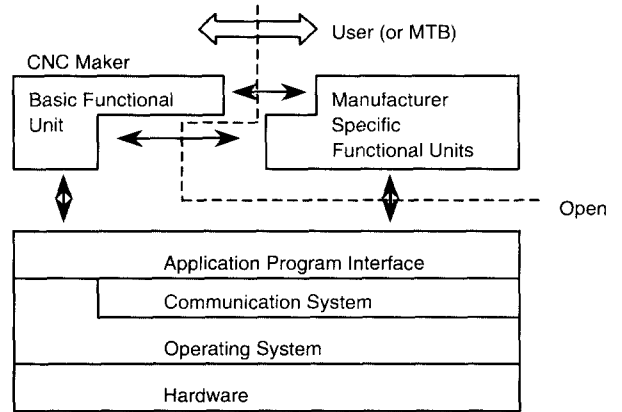 User (or MTB)
CNC Maker
Basic Functional
Unit
Manufacturer
Specific
Functional Units
Open
Application Program Interface
Communication System
Operating System
Hardware